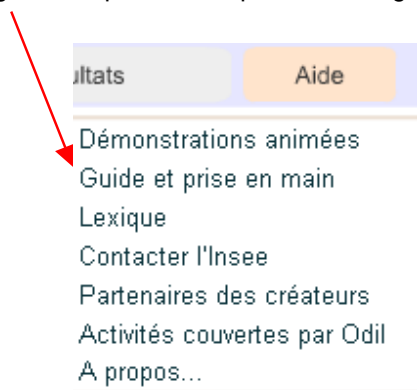 ultats Aide
Démonstrations animées
Guide et prise en main
Lexique
Contacter l'Insee
Partenaires des créateurs
Activités couvertes par Odil
A propos...